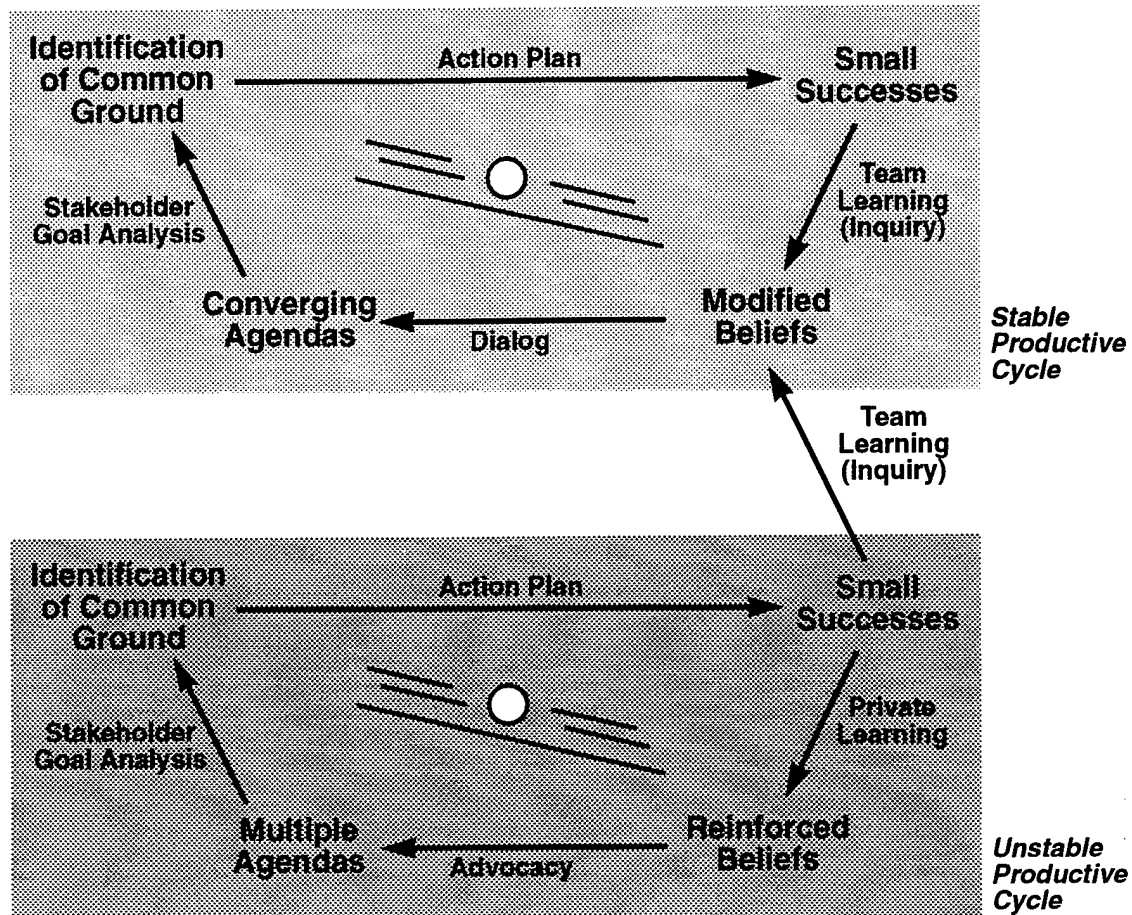 Identification
of Common
Ground
Action Plan
Small
Successes
Stakeholder
Goal Analysis
Team
Learning
(Inquiry)
Converging
Agendas
Dialog
Modified
Beliefs
Stable
Productive
Cycle
Team
Learning
(Inquiry)
Identification
of Common
Ground
Action Plan
Small
Successes
Stakeholder
Goal Analysis
Private
Learning
Multiple
Agendas
Advocacy
Reinforced
Beliefs
Unstable
Productive
Cycle